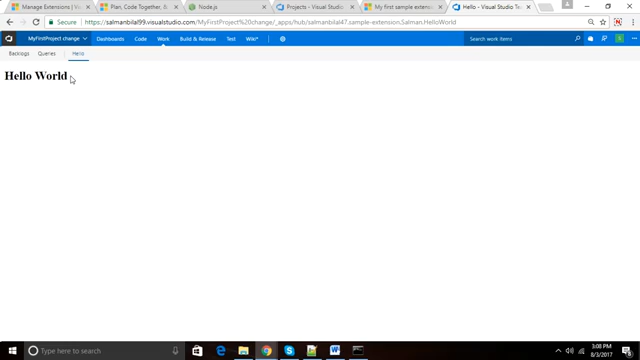 Manage Extensions | V
Plan, Code Together, &
Node.js
Projects - Visual Studio
My first sample extensi
Hello - Visual Studio Te
Secure
https://salmanbilal99.visualstudio.com/MyFirstProject%20change/_apps/hub/salmanbilal47.sample-extension.Salman.HelloWorld
MyFirstProject change
Dashboards
Code
Work
Build & Release
Test
Wiki*
Search work items
S
Backlogs
Queries
Hello
Hello World
Type here to search
3:08 PM
8/3/2017